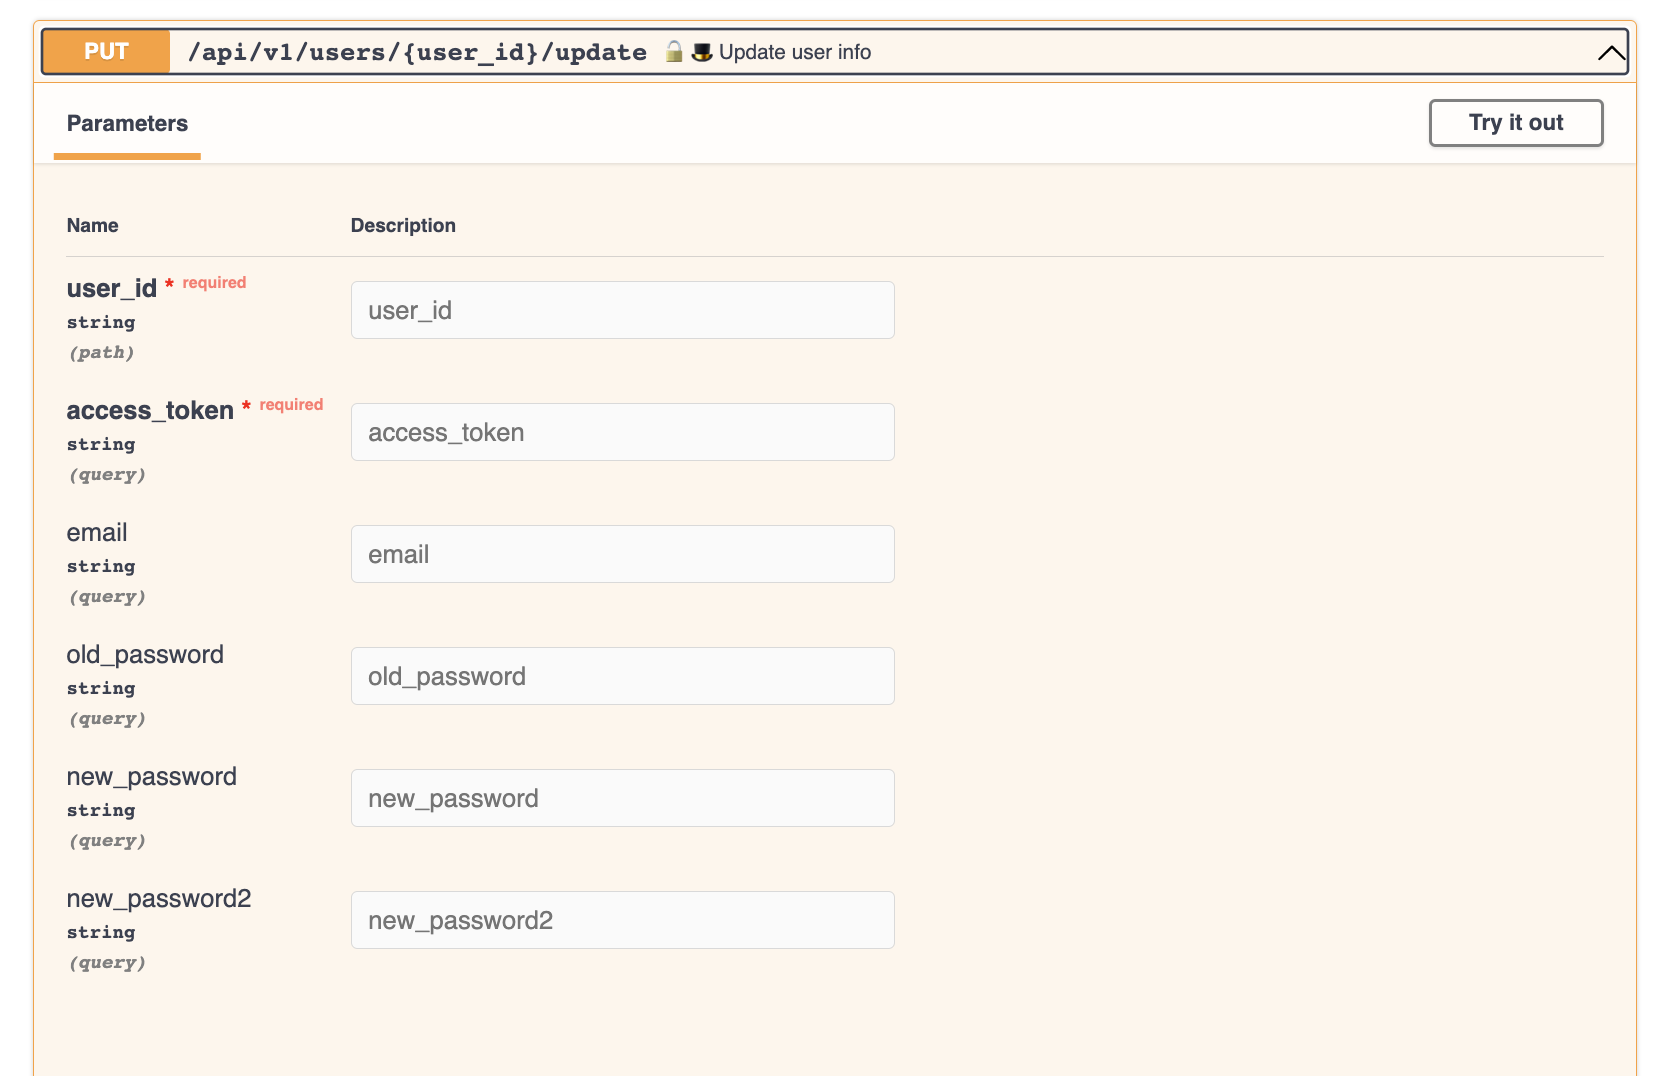 PUT /api/v1/users/{user_id}/update 🔒🎩 Update user info
Parameters Try it out
Name Description
user_id * required
string
(path)
user_id
access_token * required
string
(query)
access_token
email
string
(query)
email
old_password
string
(query)
old_password
new_password
string
(query)
new_password
new_password2
string
(query)
new_password2